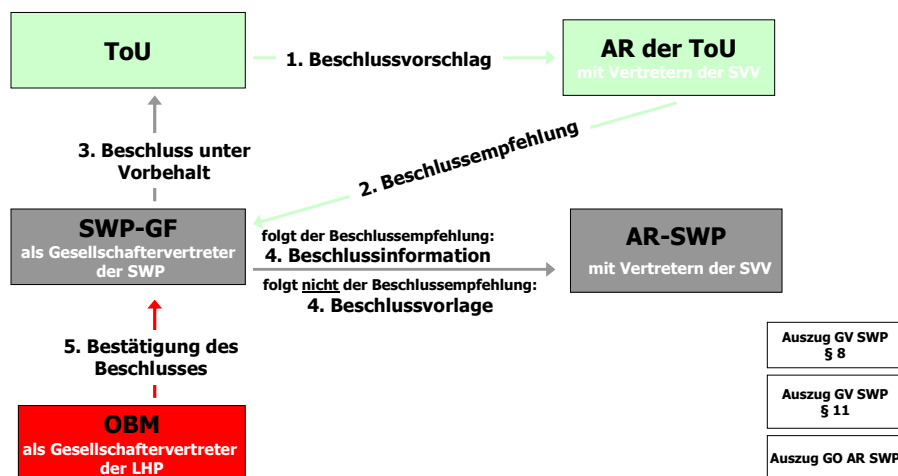 ToU
1. Beschlussvorschlag
AR der ToU
mit Vertretern der SVV
2. Beschlussempfehlung
3. Beschluss unter
Vorbehalt
SWP-GF
als Gesellschaftervertreter
der SWP
folgt der Beschlussempfehlung:
4. Beschlussinformation
folgt nicht der Beschlussempfehlung:
4. Beschlussvorlage
AR-SWP
mit Vertretern der SVV
5. Bestätigung des
Beschlusses
OBM
als Gesellschaftervertreter
der LHP
Auszug GV SWP
§ 8
Auszug GV SWP
§ 11
Auszug GO AR SWP